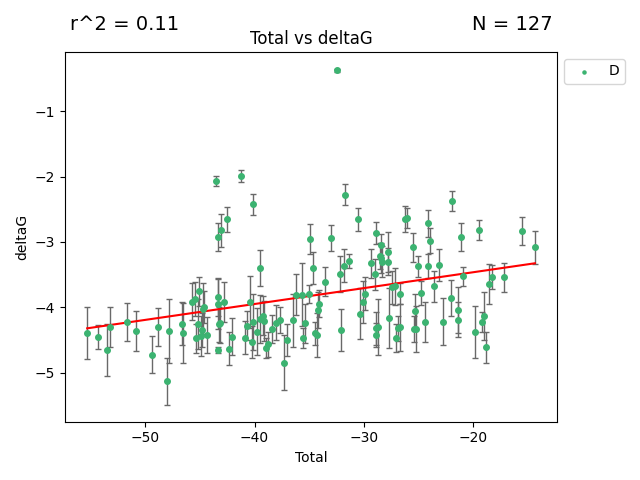 r^2 = 0.11
N = 127
Total vs deltaG
D
−1
−2
−3
−4
−5
deltaG
−50
−40
−30
−20
Total